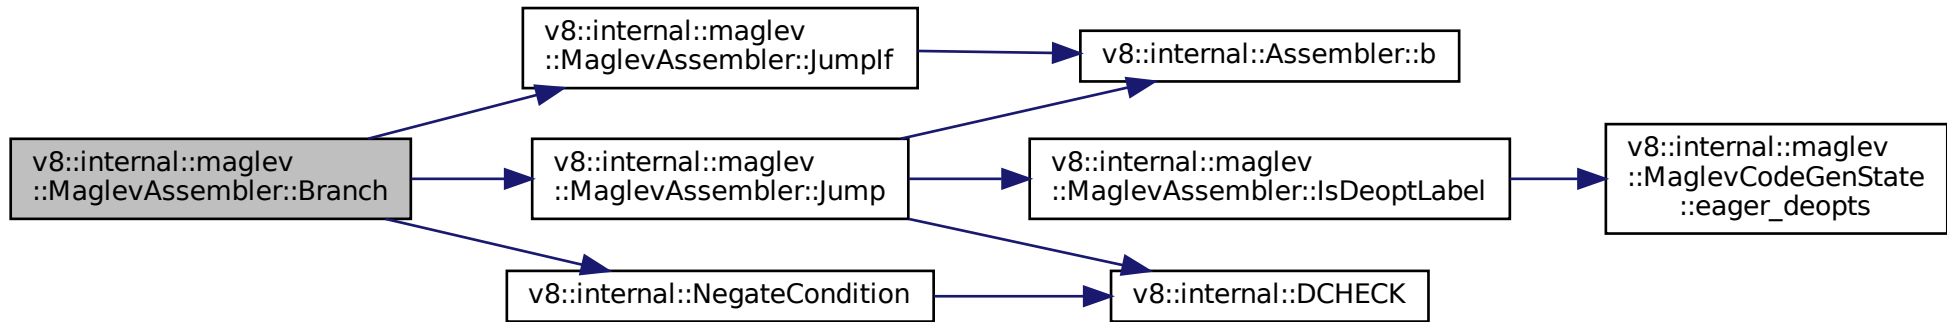 v8::internal::maglev
::MaglevAssembler::Branch
v8::internal::maglev
::MaglevAssembler::JumpIf
v8::internal::maglev
::MaglevAssembler::Jump
v8::internal::NegateCondition
v8::internal::Assembler::b
v8::internal::maglev
::MaglevAssembler::IsDeoptLabel
v8::internal::DCHECK
v8::internal::maglev
::MaglevCodeGenState
::eager_deopts